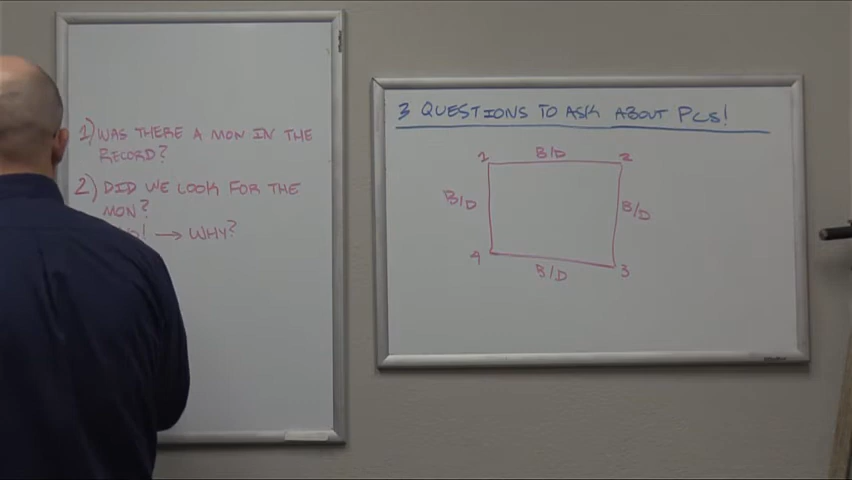 1) WAS THERE A MON IN THE
RECORD?
2) DID WE LOOK FOR THE
MON?
→ WHY?
3 QUESTIONS TO ASK ABOUT PCS!
1 B/D 2
B/D B/D
4 B/D 3